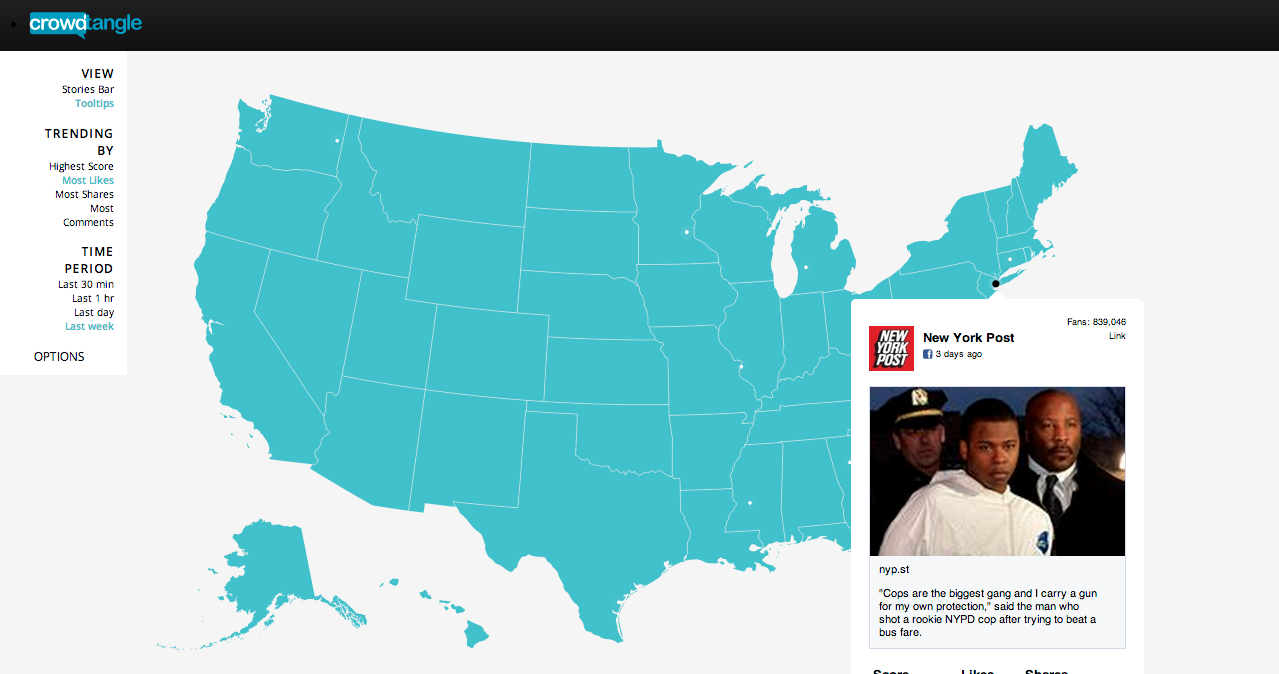 crowdtangle
VIEW
Stories Bar
Tooltips
TRENDING
BY
Highest Score
Most Likes
Most Shares
Most
Comments
TIME
PERIOD
Last 30 min
Last 1 hr
Last day
Last week
OPTIONS
Fans: 839,046
Link
NEW
YORK
POST
New York Post
3 days ago
nyp.st
"Cops are the biggest gang and I carry a gun
for my own protection," said the man who
shot a rookie NYPD cop after trying to beat a
bus fare.
Score Likes Shares